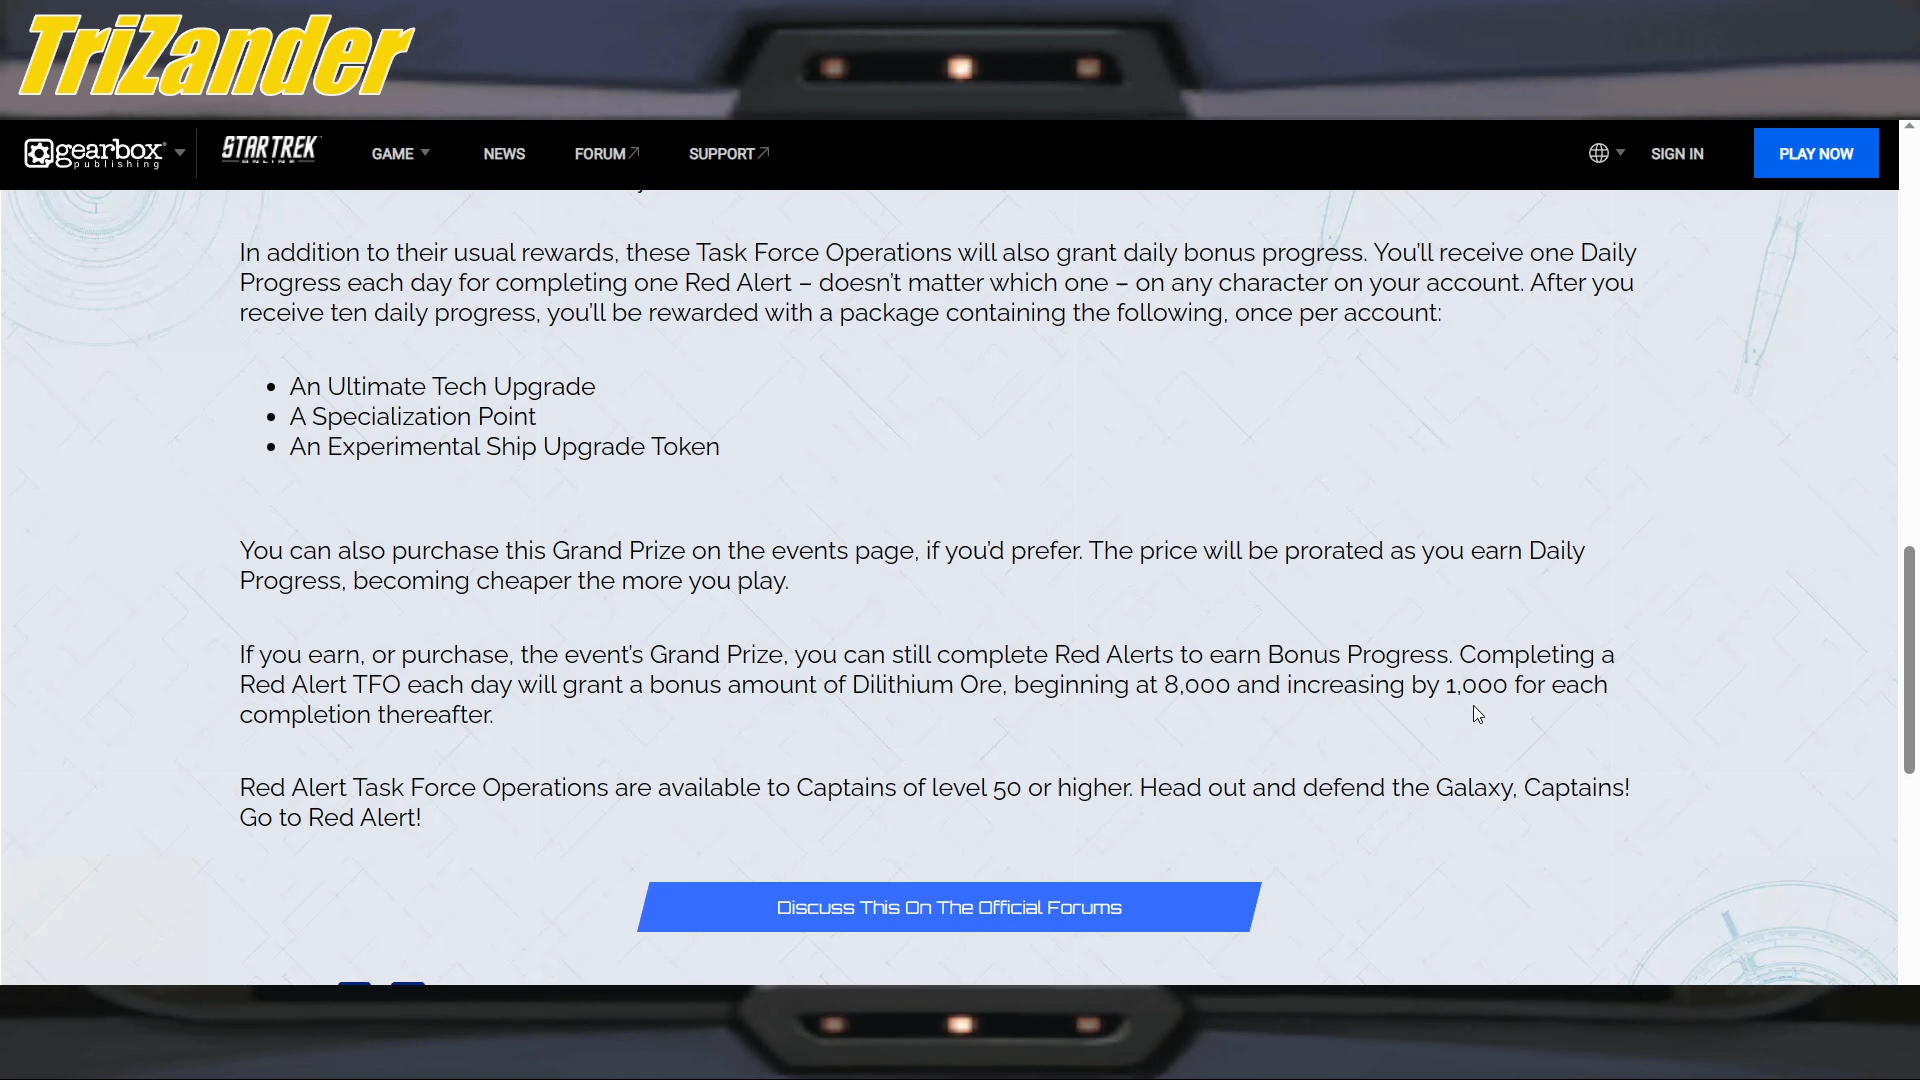 TriZander
gearbox publishing STAR TREK ONLINE GAME NEWS FORUM SUPPORT SIGN IN PLAY NOW
In addition to their usual rewards, these Task Force Operations will also grant daily bonus progress. You’ll receive one Daily
Progress each day for completing one Red Alert – doesn’t matter which one – on any character on your account. After you
receive ten daily progress, you’ll be rewarded with a package containing the following, once per account:
• An Ultimate Tech Upgrade
• A Specialization Point
• An Experimental Ship Upgrade Token
You can also purchase this Grand Prize on the events page, if you’d prefer. The price will be prorated as you earn Daily
Progress, becoming cheaper the more you play.
If you earn, or purchase, the event’s Grand Prize, you can still complete Red Alerts to earn Bonus Progress. Completing a
Red Alert TFO each day will grant a bonus amount of Dilithium Ore, beginning at 8,000 and increasing by 1,000 for each
completion thereafter.
Red Alert Task Force Operations are available to Captains of level 50 or higher. Head out and defend the Galaxy, Captains!
Go to Red Alert!
Discuss This On The Official Forums